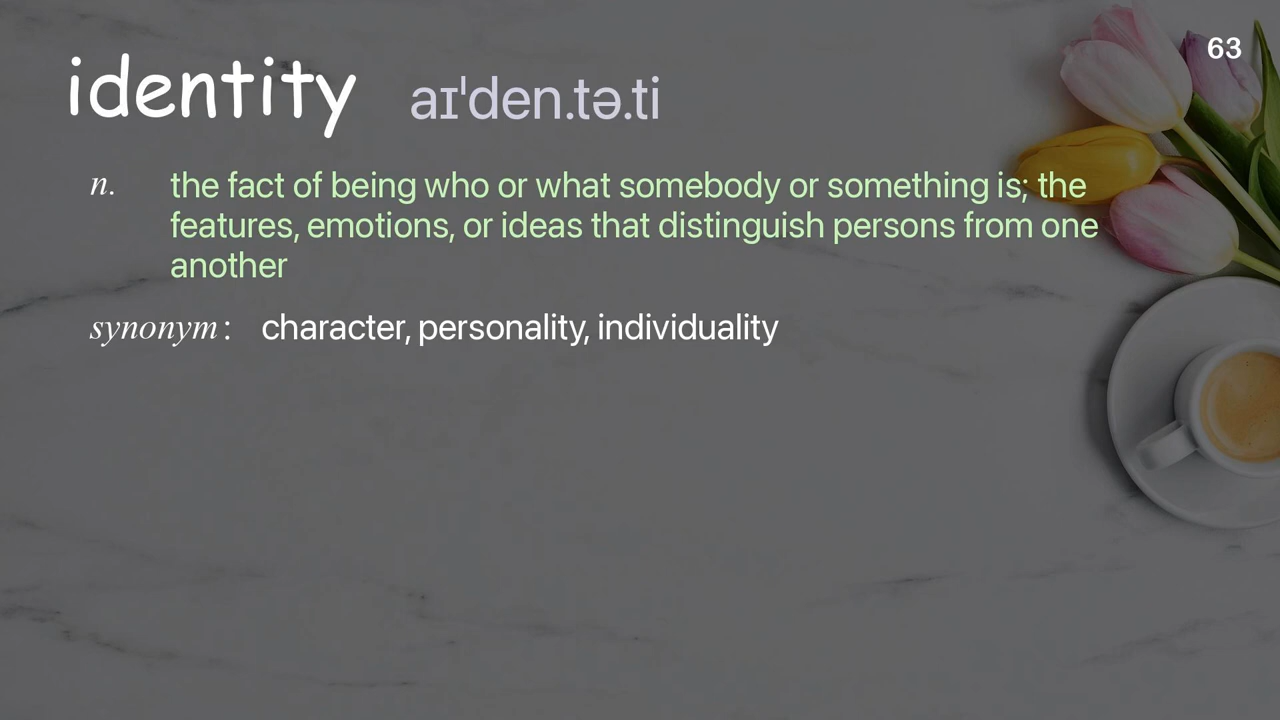 63
identity aɪˈden.tə.ti
n. the fact of being who or what somebody or something is; the
features, emotions, or ideas that distinguish persons from one
another
synonym: character, personality, individuality